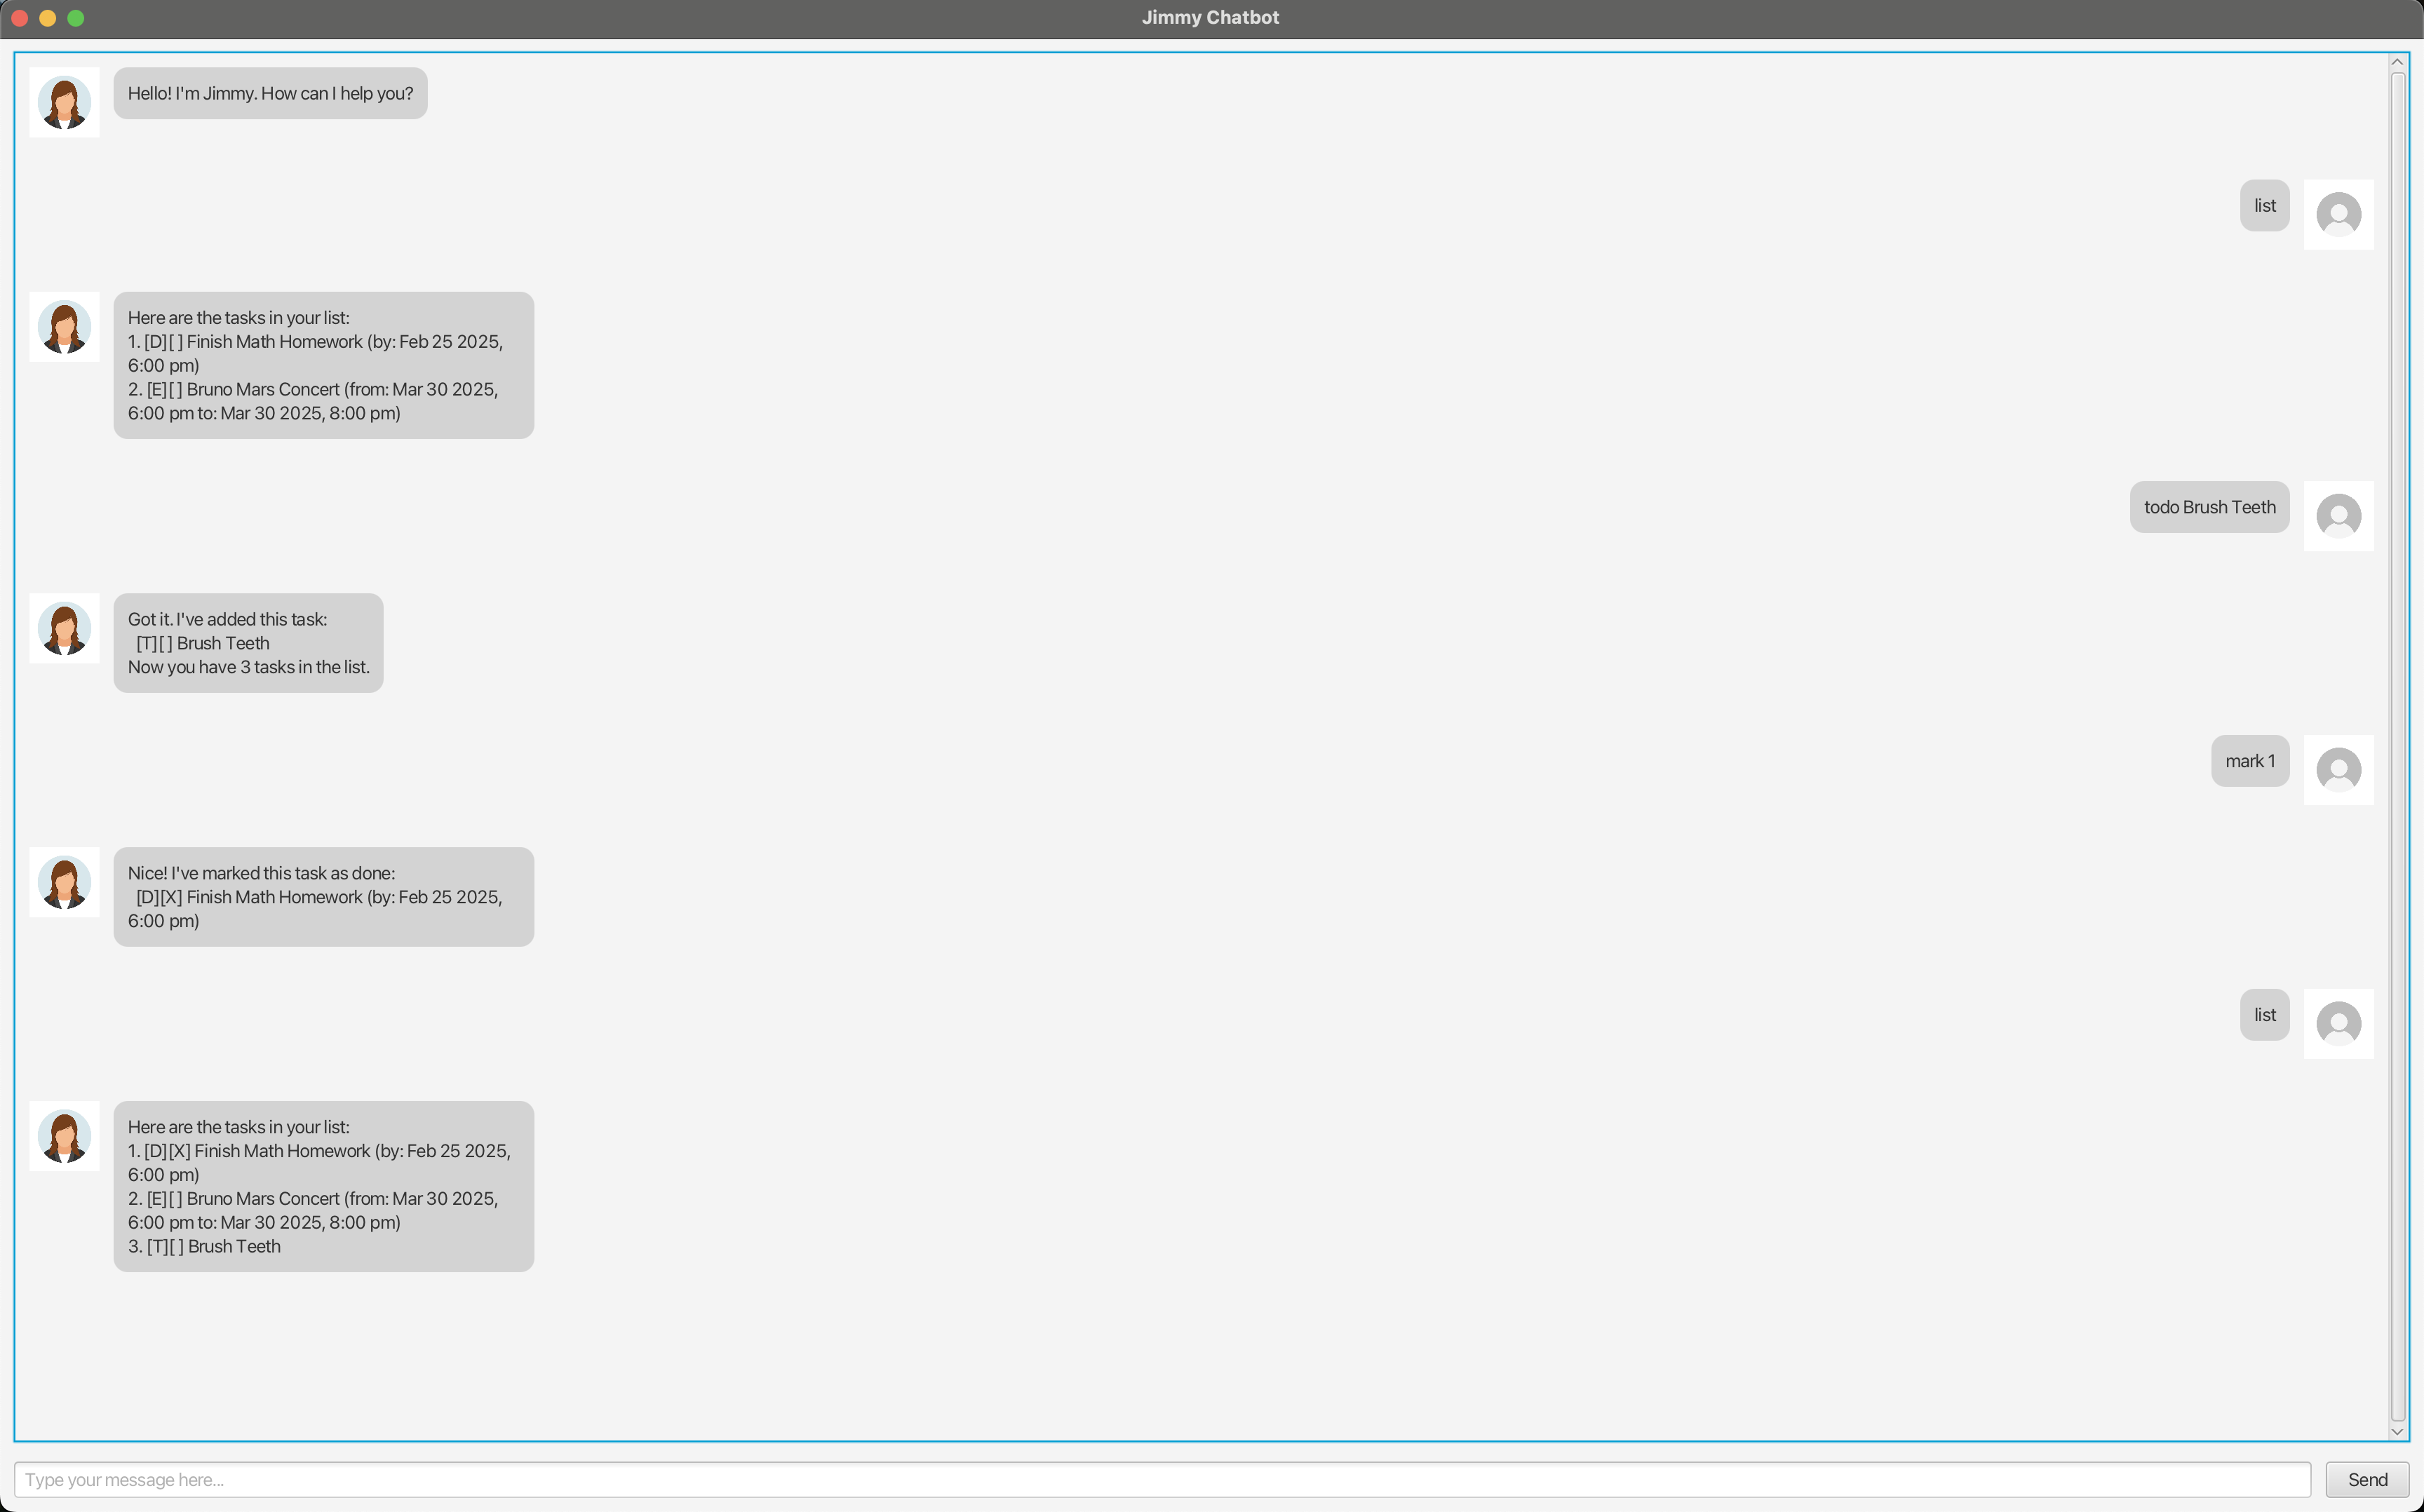 Jimmy Chatbot
Hello! I'm Jimmy. How can I help you?
list
Here are the tasks in your list:
1. [D][ ] Finish Math Homework (by: Feb 25 2025,
6:00 pm)
2. [E][ ] Bruno Mars Concert (from: Mar 30 2025,
6:00 pm to: Mar 30 2025, 8:00 pm)
todo Brush Teeth
Got it. I've added this task:
[T][ ] Brush Teeth
Now you have 3 tasks in the list.
mark 1
Nice! I've marked this task as done:
[D][X] Finish Math Homework (by: Feb 25 2025,
6:00 pm)
list
Here are the tasks in your list:
1. [D][X] Finish Math Homework (by: Feb 25 2025,
6:00 pm)
2. [E][ ] Bruno Mars Concert (from: Mar 30 2025,
6:00 pm to: Mar 30 2025, 8:00 pm)
3. [T][ ] Brush Teeth
Type your message here...
Send